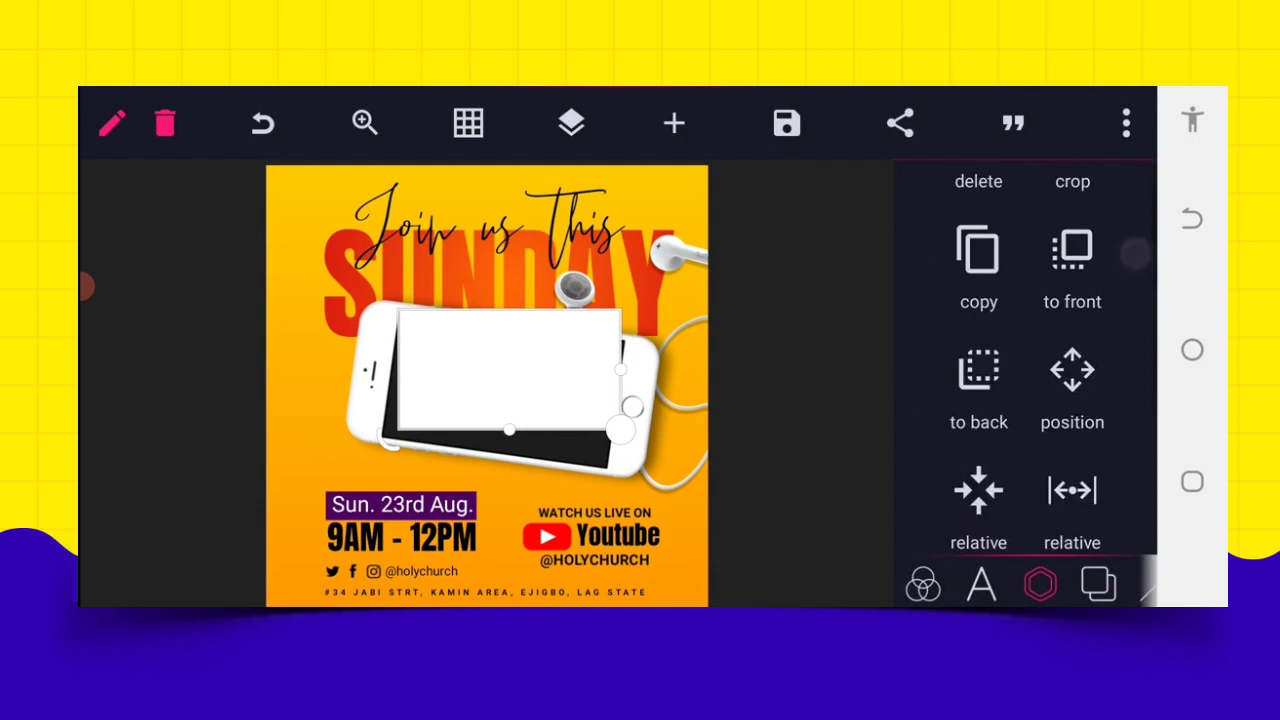 delete crop
copy to front
to back position
relative relative
Join us This
SUNDAY
Sun. 23rd Aug.
9AM - 12PM
@holychurch
WATCH US LIVE ON
Youtube
@HOLYCHURCH
#34 JABI STRT, KAMIN AREA, EJIGBO, LAG STATE